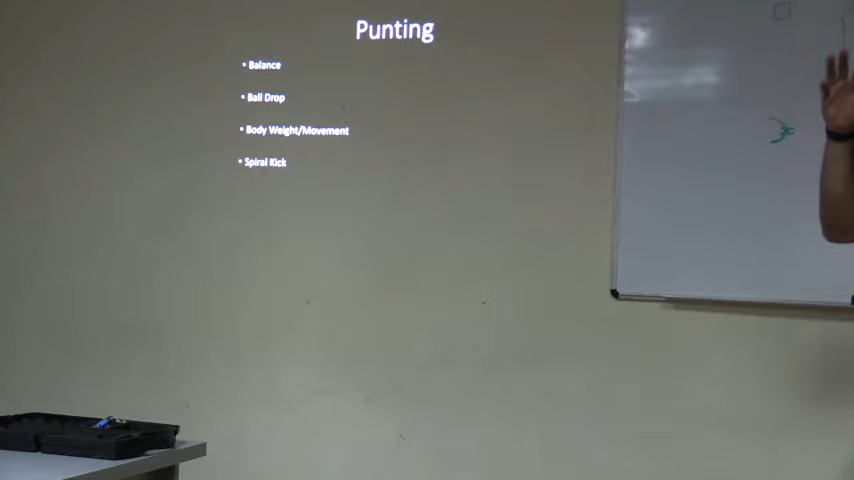 Punting
• Balance
• Ball Drop
• Body Weight/Movement
• Spiral Kick